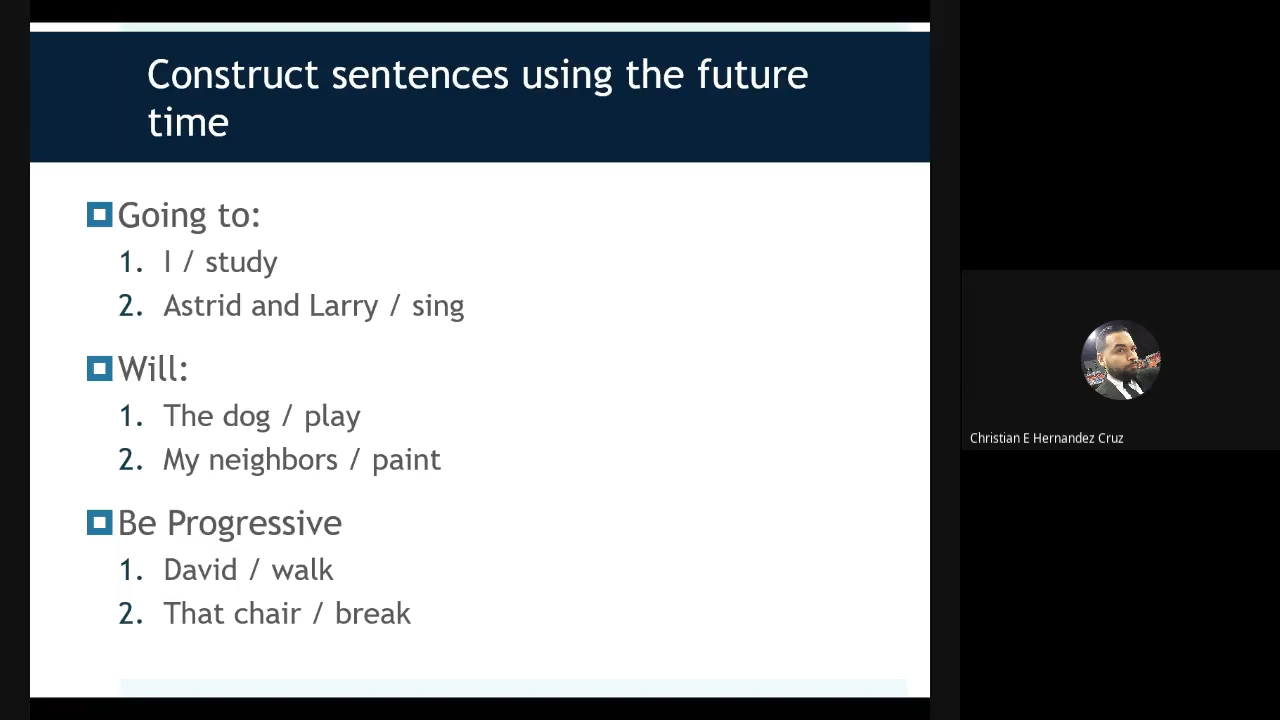 Construct sentences using the future
time
Going to:
1. I / study
2. Astrid and Larry / sing
Will:
1. The dog / play
2. My neighbors / paint
Be Progressive
1. David / walk
2. That chair / break
Christian E Hernandez Cruz